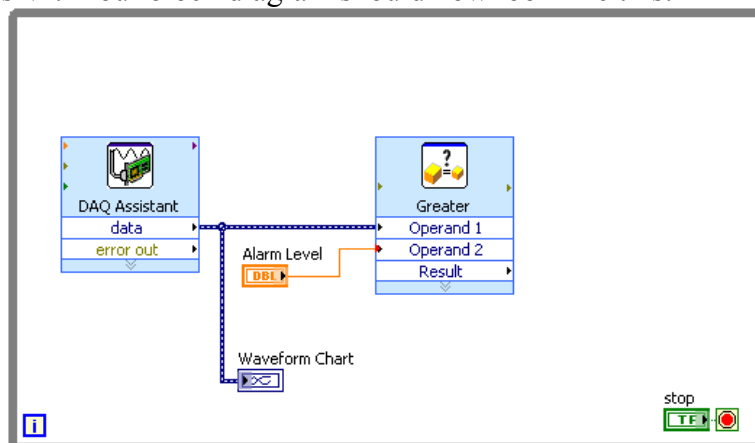 DAQ Assistant
data
error out
Alarm Level
DBL
Waveform Chart
?
Greater
Operand 1
Operand 2
Result
stop
TF
i